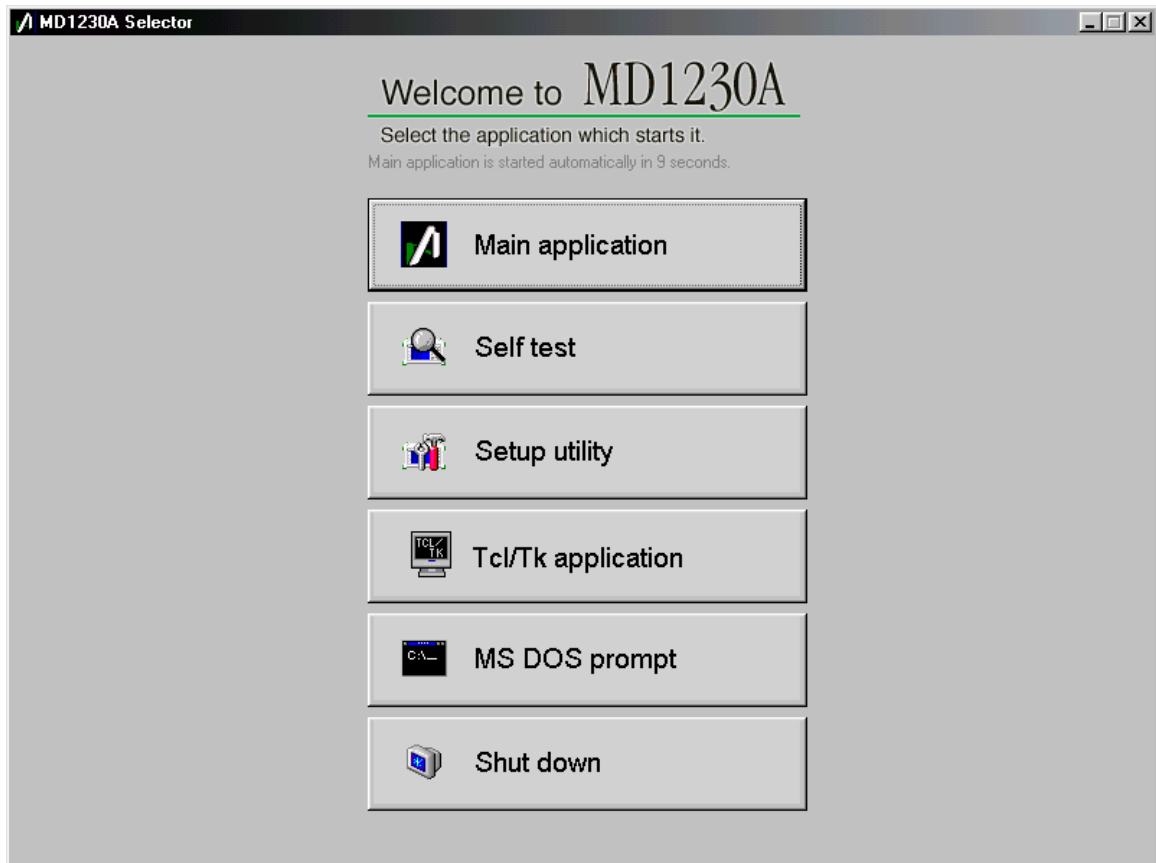 MD1230A Selector
Welcome to MD1230A
Select the application which starts it.
Main application is started automatically in 9 seconds.
Main application
Self test
Setup utility
TCL/
TK
Tcl/Tk application
C:\_
MS DOS prompt
Shut down